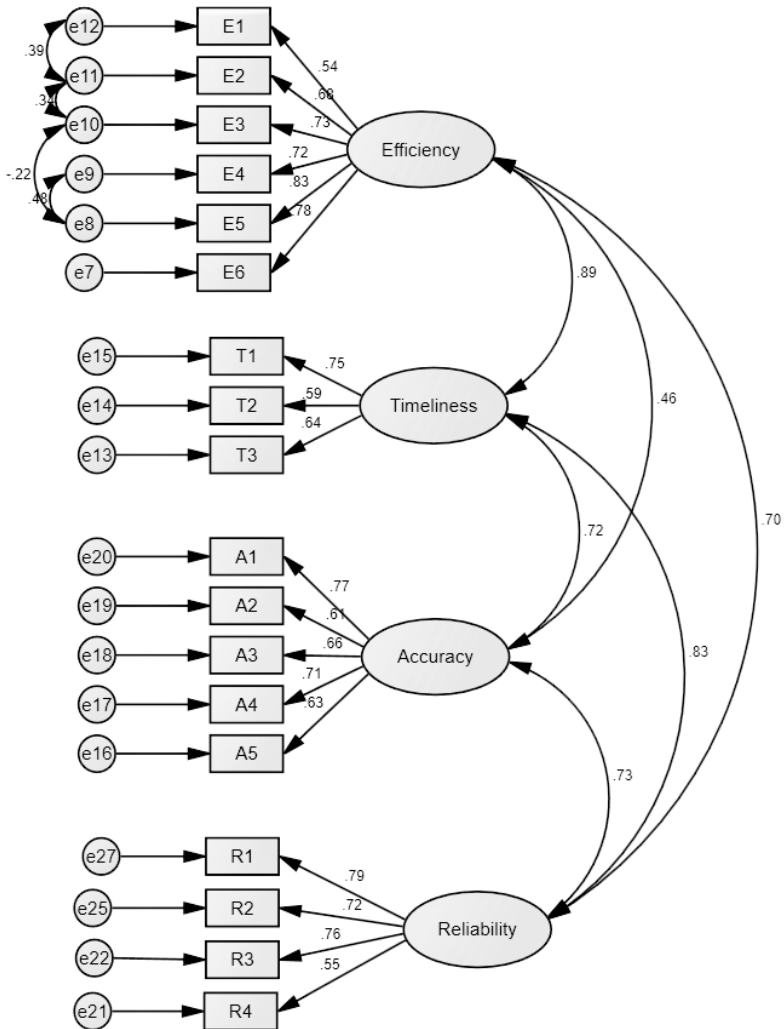 e12
E1
.39
.54
e11
E2
.68
.34
e10
E3
.73
Efficiency
.72
-.22
e9
E4
.83
.48
e8
E5
.78
e7
E6
.89
e15
T1
.75
e14
T2
.59
Timeliness
.46
.64
e13
T3
.70
.72
e20
A1
.77
e19
A2
.61
.66
e18
A3
Accuracy
.83
.71
e17
A4
.63
e16
A5
.73
e27
R1
.79
e25
R2
.72
Reliability
.76
e22
R3
.55
e21
R4